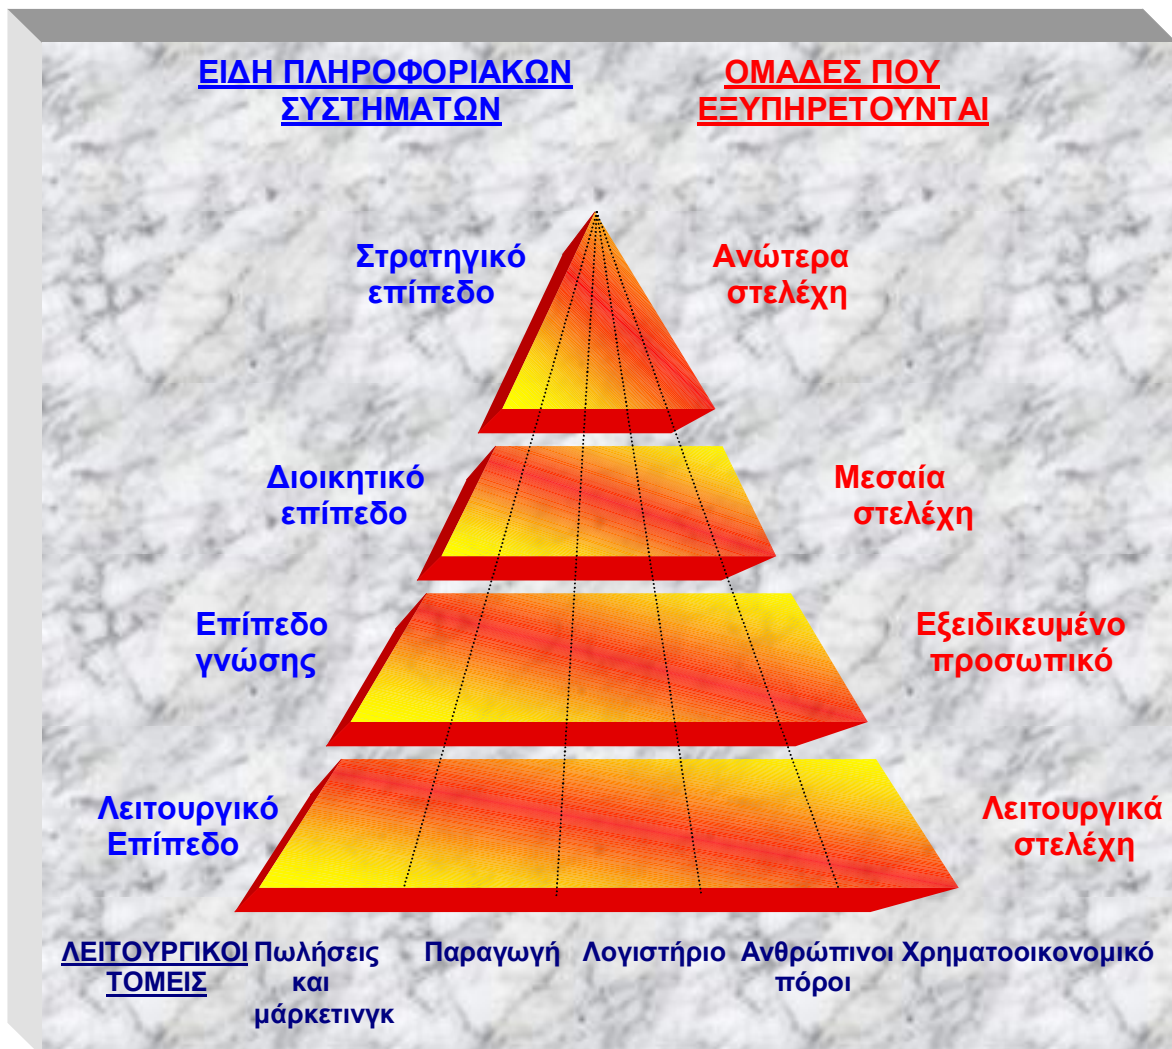 ΕΙΔΗ ΠΛΗΡΟΦΟΡΙΑΚΩΝ
ΣΥΣΤΗΜΑΤΩΝ
ΟΜΑΔΕΣ ΠΟΥ
ΕΞΥΠΗΡΕΤΟΥΝΤΑΙ
Στρατηγικό
επίπεδο
Ανώτερα
στελέχη
Διοικητικό
επίπεδο
Μεσαία
στελέχη
Επίπεδο
γνώσης
Εξειδικευμένο
προσωπικό
Λειτουργικό
Επίπεδο
Λειτουργικά
στελέχη
ΛΕΙΤΟΥΡΓΙΚΟΙ
ΤΟΜΕΙΣ
Πωλήσεις
και
μάρκετινγκ
Παραγωγή
Λογιστήριο
Ανθρώπινοι
πόροι
Χρηματοοικονομικό